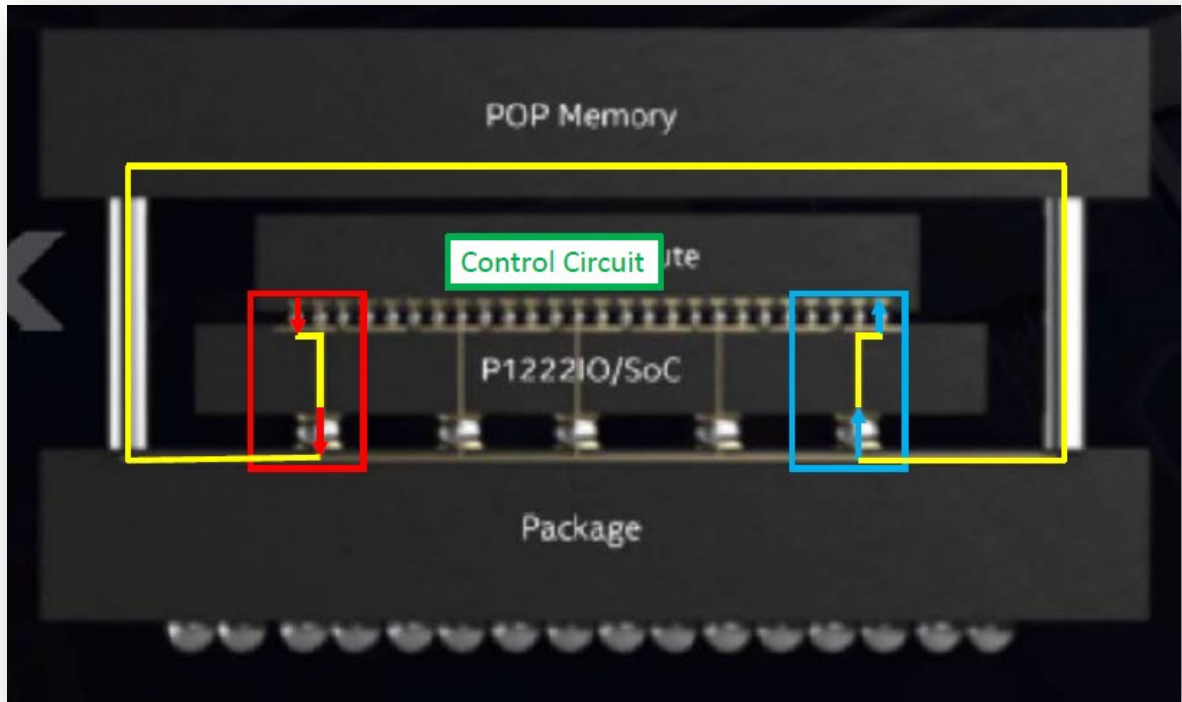 POP Memory
Control Circuit
ute
P1222IO/SoC
Package